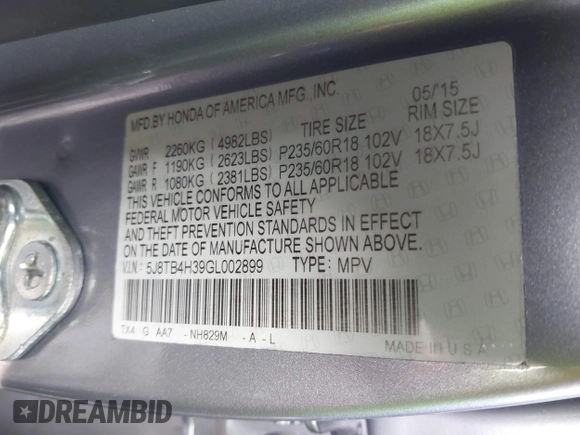 MFD.BY HONDA OF AMERICA MFG.,INC. 05/'15
GVWR 2260KG (4982LBS) TIRE SIZE RIM SIZE
GAWR F 1190KG (2623LBS) P235/60R18 102V 18X7.5J
GAWR R 1080KG (2381LBS) P235/60R18 102V 18X7.5J
THIS VEHICLE CONFORMS TO ALL APPLICABLE
FEDERAL MOTOR VEHICLE SAFETY
AND THEFT PREVENTION STANDARDS IN EFFECT
ON THE DATE OF MANUFACTURE SHOWN ABOVE.
V.I.N.: 5J8TB4H39GL002899 TYPE: MPV
TX4 G AA7 -NH829M -A-L
MADE IN U S A
DREAMBID